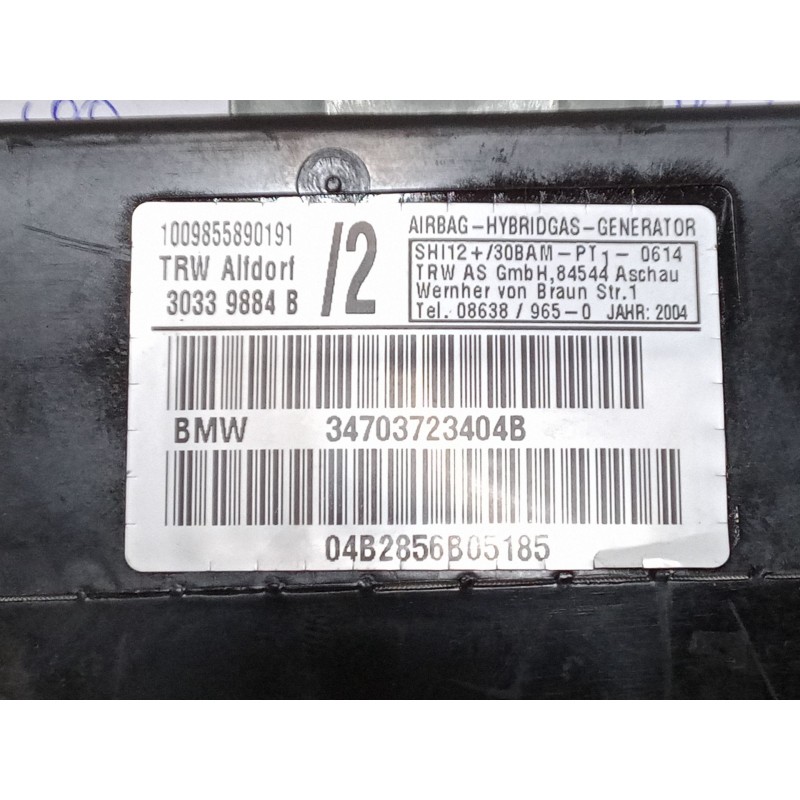 1009855890191
TRW Alfdorf
3033 9884 B
/2
AIRBAG-HYBRIDGAS-GENERATOR
SHI12+/30BAM-PT1-0614
TRW AS GmbH,84544 Aschau
Wernher von Braun Str.1
Tel. 08638 / 965-0 JAHR: 2004
BMW 34703723404B
04B2856B05185